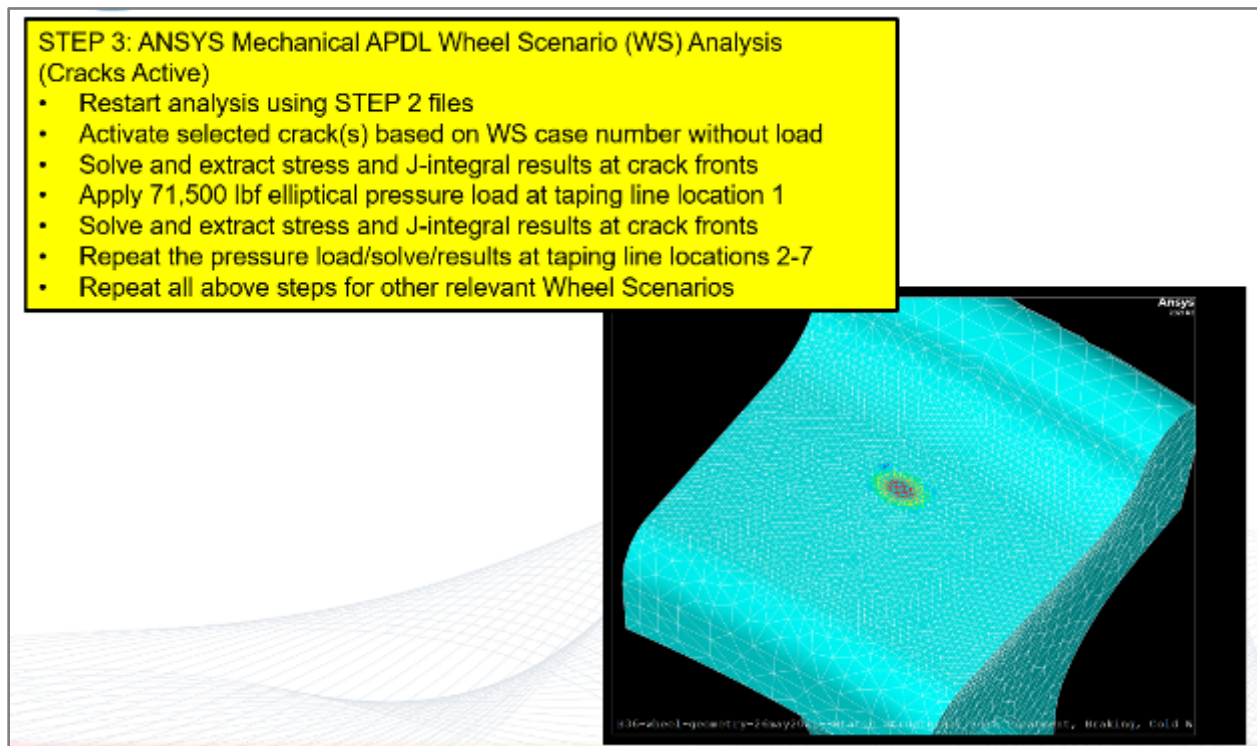 STEP 3: ANSYS Mechanical APDL Wheel Scenario (WS) Analysis
(Cracks Active)
• Restart analysis using STEP 2 files
• Activate selected crack(s) based on WS case number without load
• Solve and extract stress and J-integral results at crack fronts
• Apply 71,500 lbf elliptical pressure load at taping line location 1
• Solve and extract stress and J-integral results at crack fronts
• Repeat the pressure load/solve/results at taping line locations 2-7
• Repeat all above steps for other relevant Wheel Scenarios
Ansys
Braking, Cold